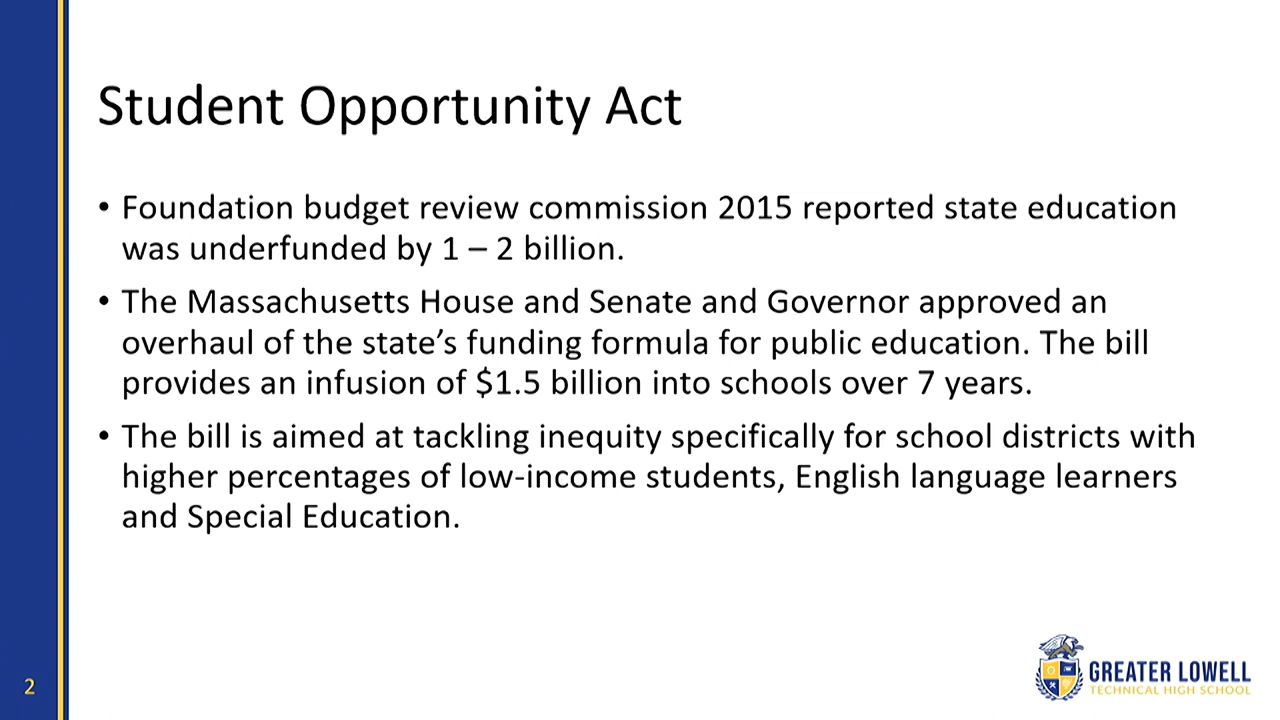 Student Opportunity Act
• Foundation budget review commission 2015 reported state education
was underfunded by 1 – 2 billion.
• The Massachusetts House and Senate and Governor approved an
overhaul of the state’s funding formula for public education. The bill
provides an infusion of $1.5 billion into schools over 7 years.
• The bill is aimed at tackling inequity specifically for school districts with
higher percentages of low-income students, English language learners
and Special Education.
2
GREATER LOWELL
TECHNICAL HIGH SCHOOL